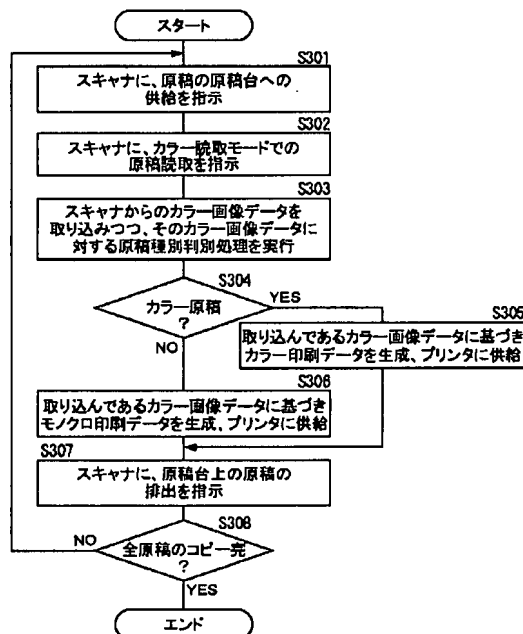 スタート
S301
スキャナに、原稿の原稿台への
供給を指示
S302
スキャナに、カラー読取モードでの
原稿読取を指示
S303
スキャナからのカラー画像データを
取り込みつつ、そのカラー画像データに
対する原稿種別判別処理を実行
S304
カラー原稿
?
YES
NO
S305
取り込んであるカラー画像データに基づき
カラー印刷データを生成、プリンタに供給
S306
取り込んであるカラー画像データに基づき
モノクロ印刷データを生成、プリンタに供給
S307
スキャナに、原稿台上の原稿の
排出を指示
S308
全原稿のコピー完
?
NO
YES
エンド